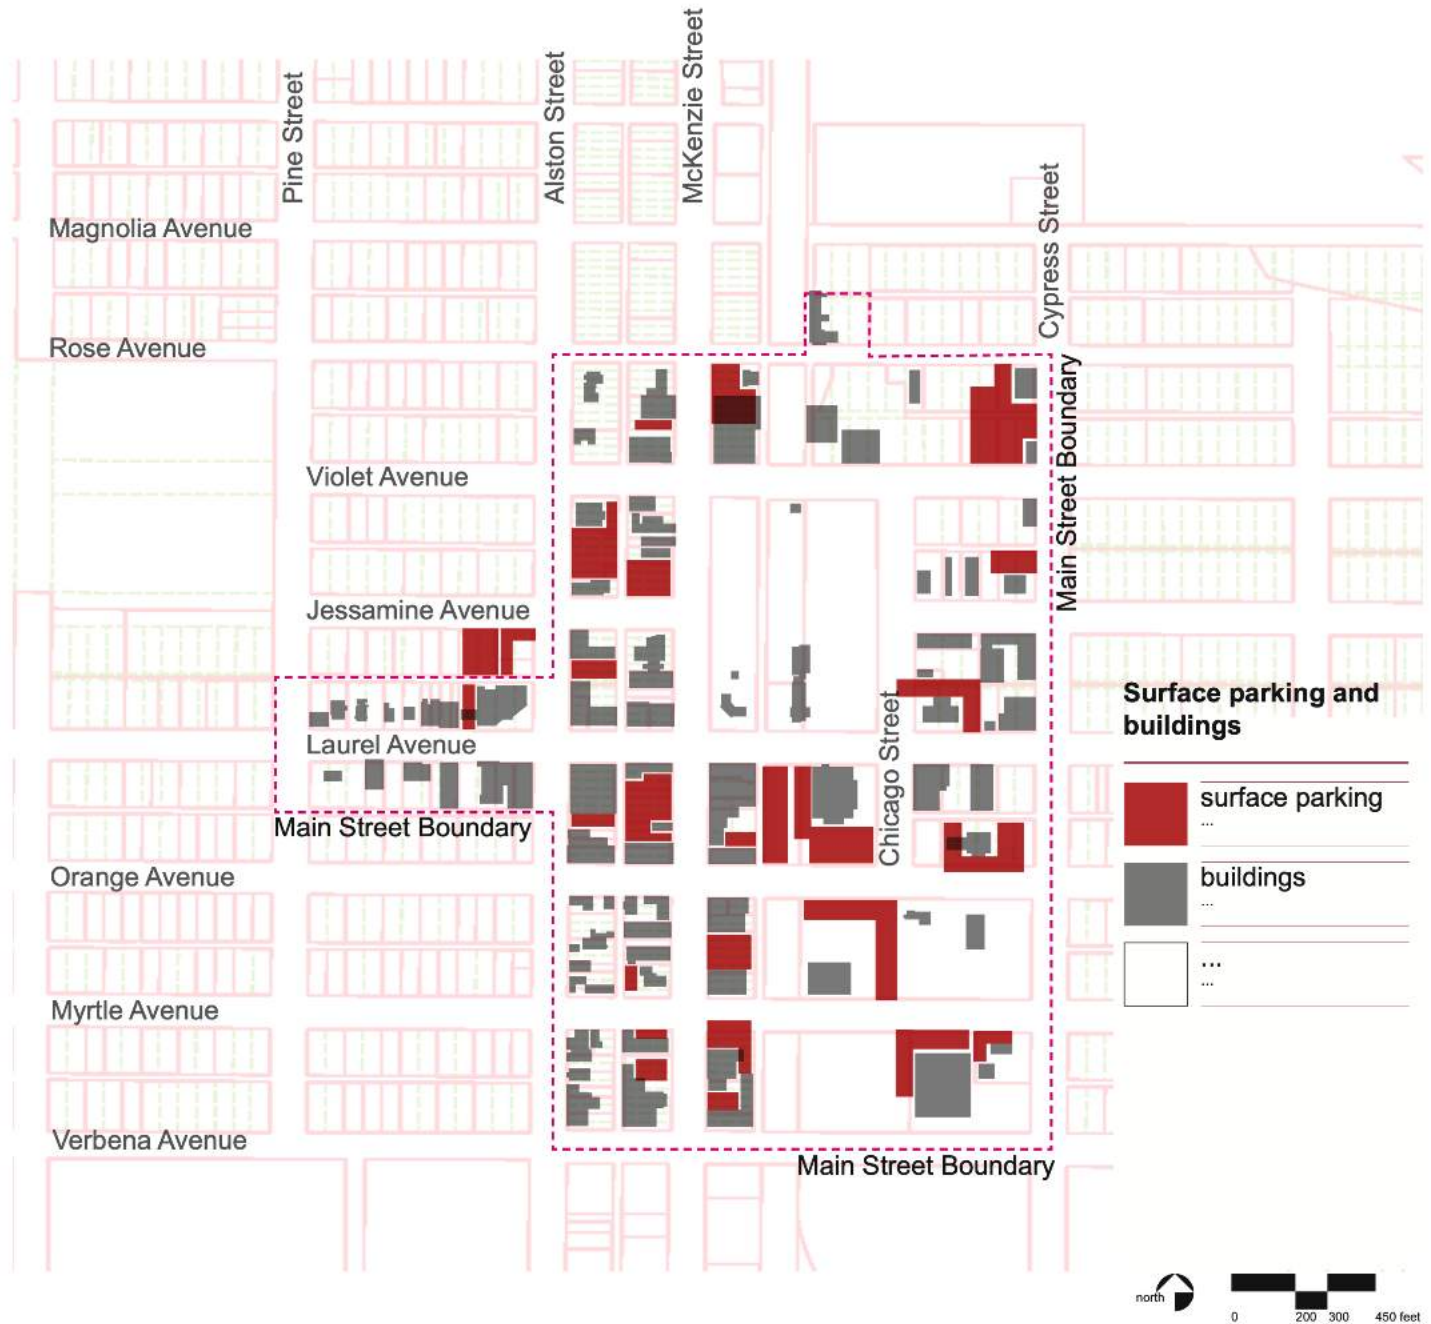 McKenzie Street
Alston Street
Pine Street
Cypress Street
Magnolia Avenue
Rose Avenue
Main Street Boundary
Violet Avenue
Jessamine Avenue
Surface parking and
buildings
Chicago Street
Laurel Avenue
surface parking
...
Main Street Boundary
Orange Avenue
buildings
...
...
...
Myrtle Avenue
Verbena Avenue
Main Street Boundary
north
0 200 300 450 feet